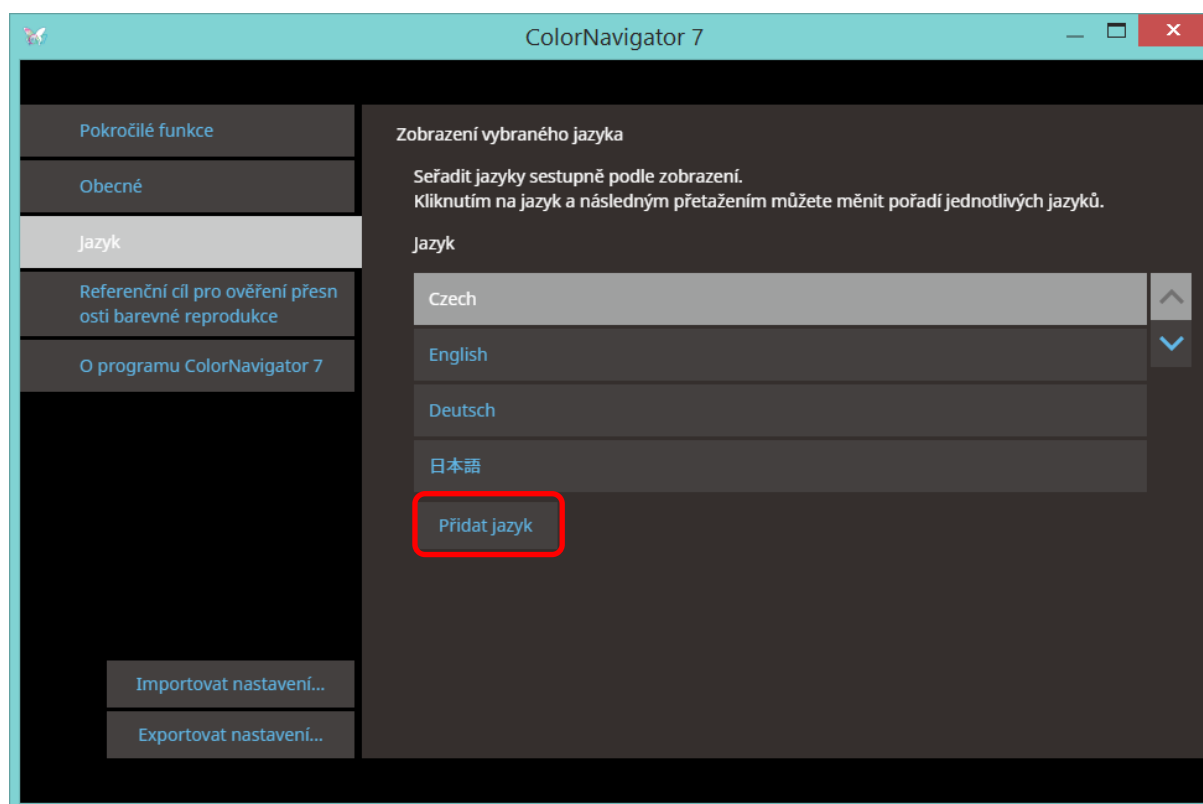 ColorNavigator 7
Pokročilé funkce
Obecné
Jazyk
Referenční cíl pro ověření přesn
osti barevné reprodukce
O programu ColorNavigator 7
Importovat nastavení...
Exportovat nastavení...
Zobrazení vybraného jazyka
Seřadit jazyky sestupně podle zobrazení.
Kliknutím na jazyk a následným přetažením můžete měnit pořadí jednotlivých jazyků.
Jazyk
Czech
English
Deutsch
日本語
Přidat jazyk